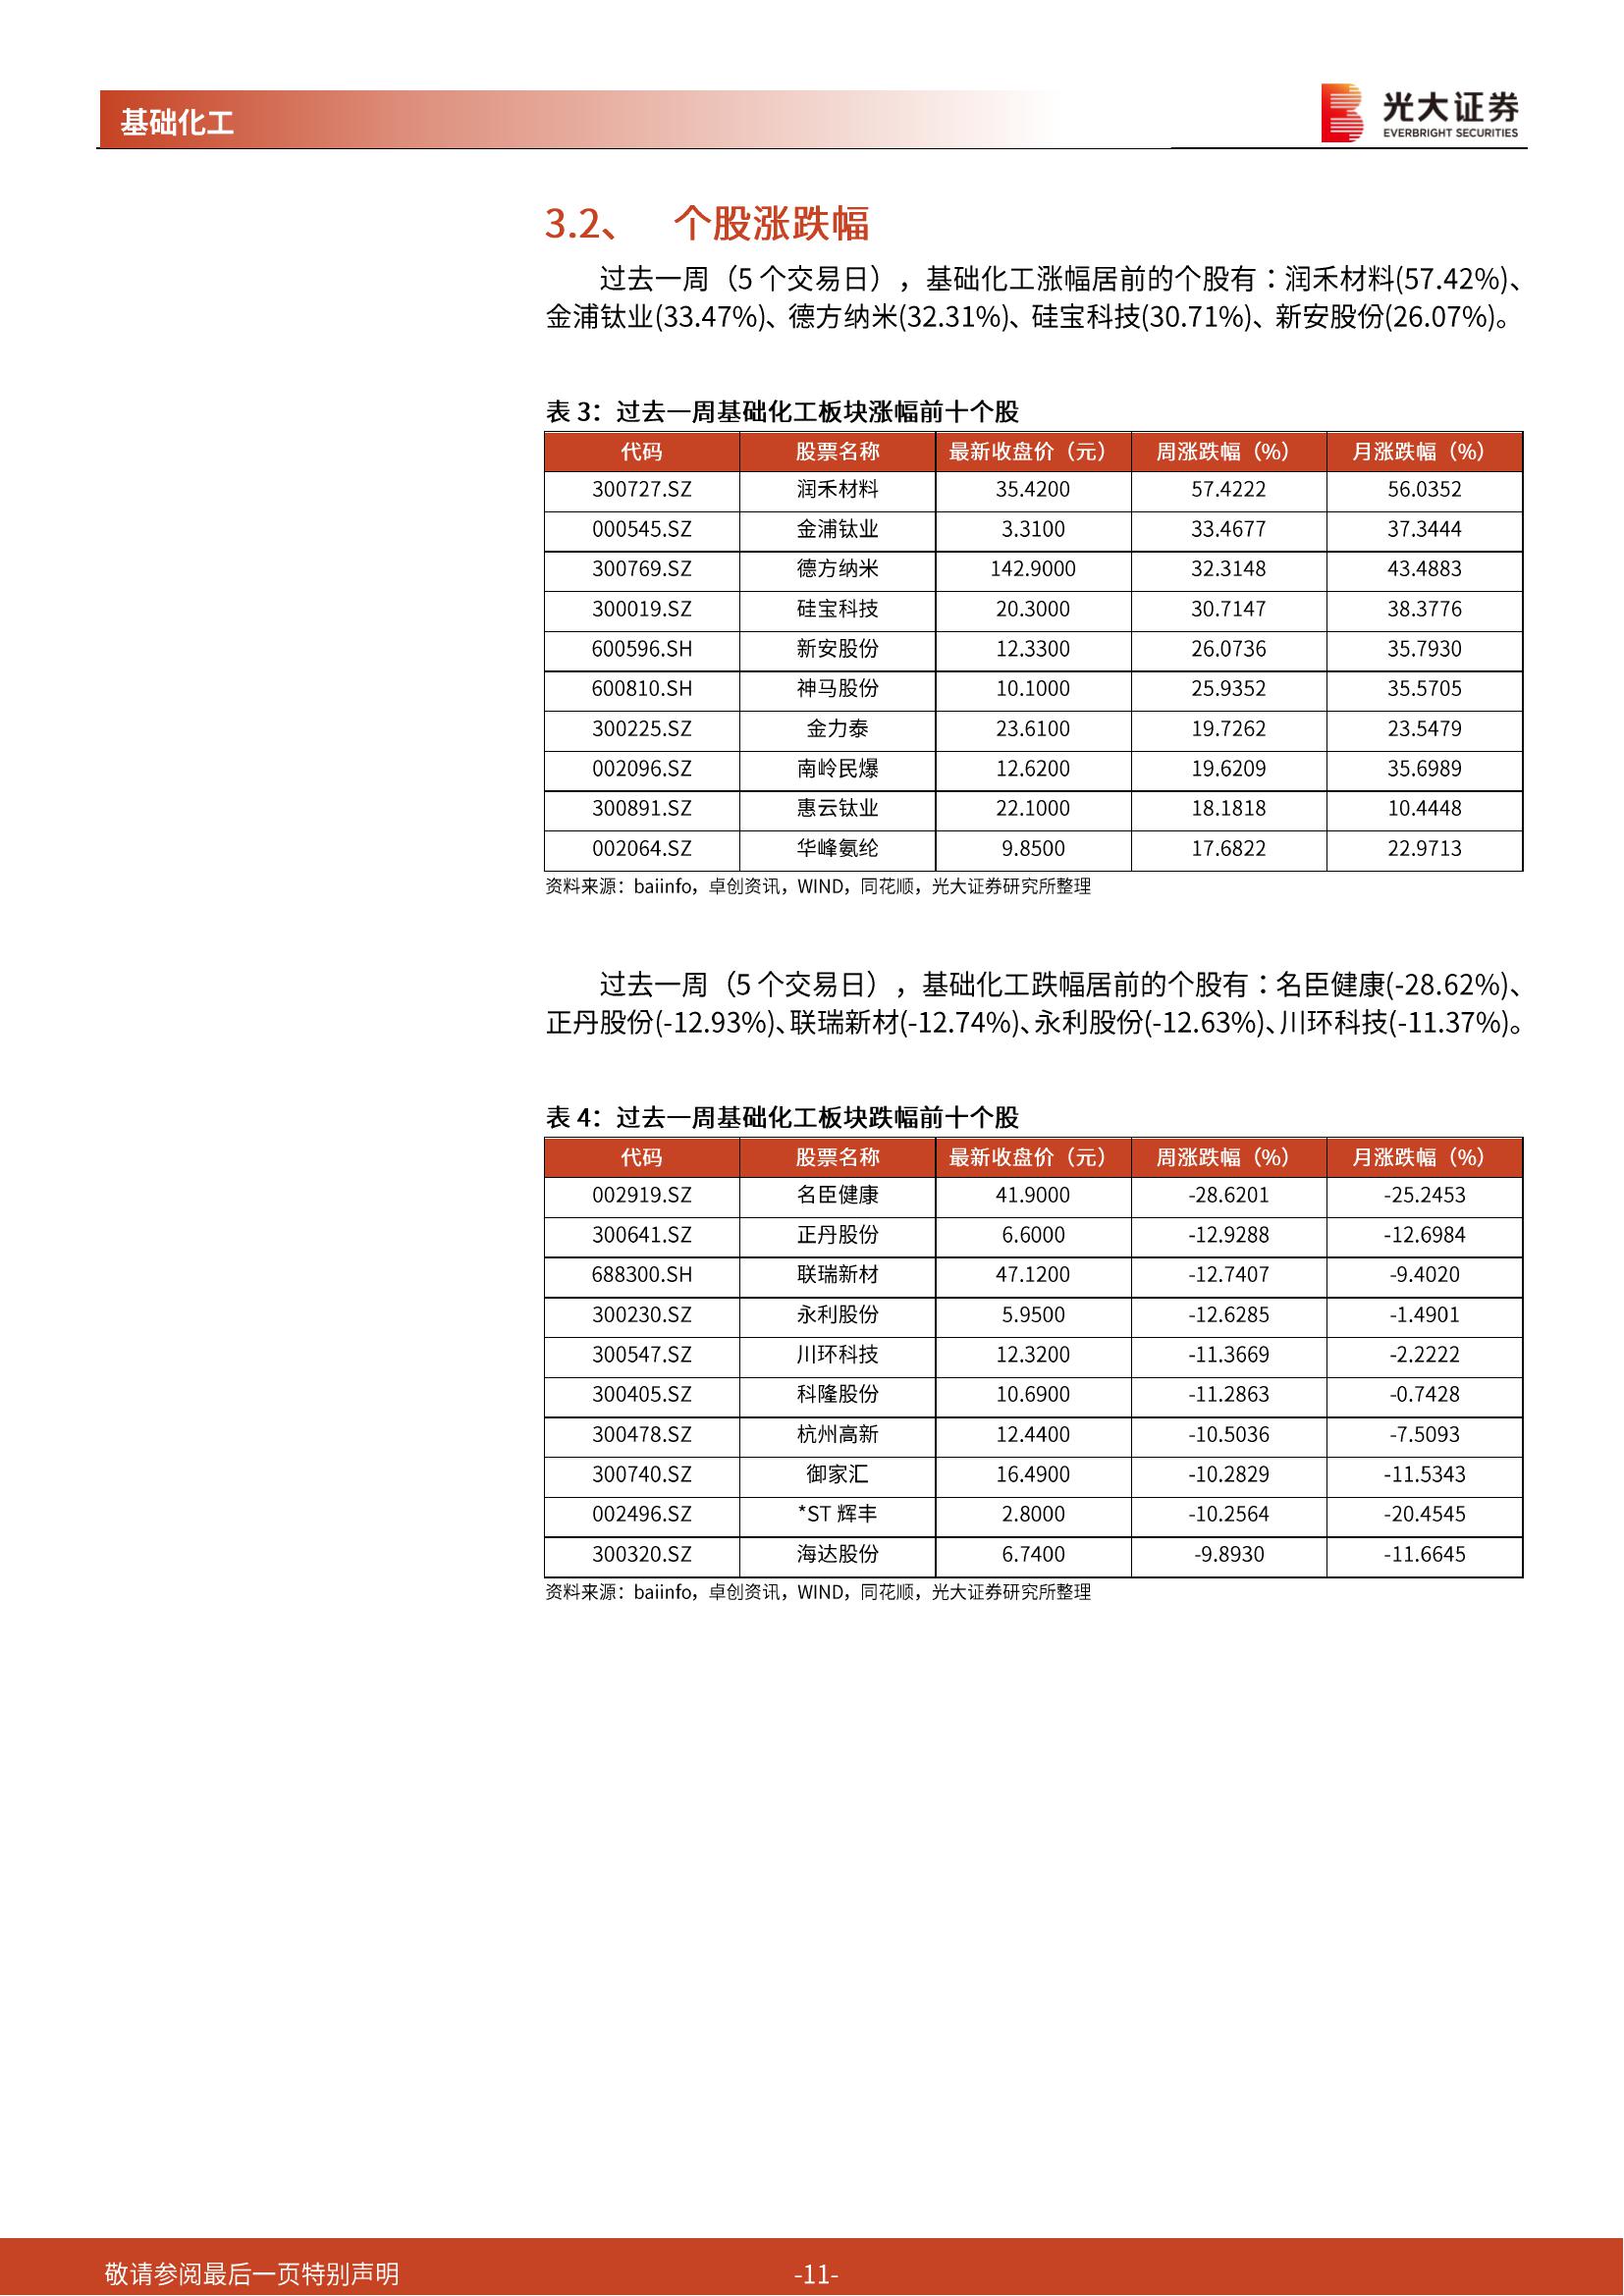 基础化工
光大证券
EVERBRIGHT SECURITIES
3.2、 个股涨跌幅
过去一周（5 个交易日），基础化工涨幅居前的个股有：润禾材料(57.42%)、
金浦钛业(33.47%)、德方纳米(32.31%)、硅宝科技(30.71%)、新安股份(26.07%)。
表 3：过去一周基础化工板块涨幅前十个股
代码 股票名称 最新收盘价（元） 周涨跌幅（%） 月涨跌幅（%）
300727.SZ 润禾材料 35.4200 57.4222 56.0352
000545.SZ 金浦钛业 3.3100 33.4677 37.3444
300769.SZ 德方纳米 142.9000 32.3148 43.4883
300019.SZ 硅宝科技 20.3000 30.7147 38.3776
600596.SH 新安股份 12.3300 26.0736 35.7930
600810.SH 神马股份 10.1000 25.9352 35.5705
300225.SZ 金力泰 23.6100 19.7262 23.5479
002096.SZ 南岭民爆 12.6200 19.6209 35.6989
300891.SZ 惠云钛业 22.1000 18.1818 10.4448
002064.SZ 华峰氨纶 9.8500 17.6822 22.9713
资料来源：baiinfo，卓创资讯，WIND，同花顺，光大证券研究所整理
过去一周（5 个交易日），基础化工跌幅居前的个股有：名臣健康(-28.62%)、
正丹股份(-12.93%)、联瑞新材(-12.74%)、永利股份(-12.63%)、川环科技(-11.37%)。
表 4：过去一周基础化工板块跌幅前十个股
代码 股票名称 最新收盘价（元） 周涨跌幅（%） 月涨跌幅（%）
002919.SZ 名臣健康 41.9000 -28.6201 -25.2453
300641.SZ 正丹股份 6.6000 -12.9288 -12.6984
688300.SH 联瑞新材 47.1200 -12.7407 -9.4020
300230.SZ 永利股份 5.9500 -12.6285 -1.4901
300547.SZ 川环科技 12.3200 -11.3669 -2.2222
300405.SZ 科隆股份 10.6900 -11.2863 -0.7428
300478.SZ 杭州高新 12.4400 -10.5036 -7.5093
300740.SZ 御家汇 16.4900 -10.2829 -11.5343
002496.SZ *ST 辉丰 2.8000 -10.2564 -20.4545
300320.SZ 海达股份 6.7400 -9.8930 -11.6645
资料来源：baiinfo，卓创资讯，WIND，同花顺，光大证券研究所整理
敬请参阅最后一页特别声明 -11-